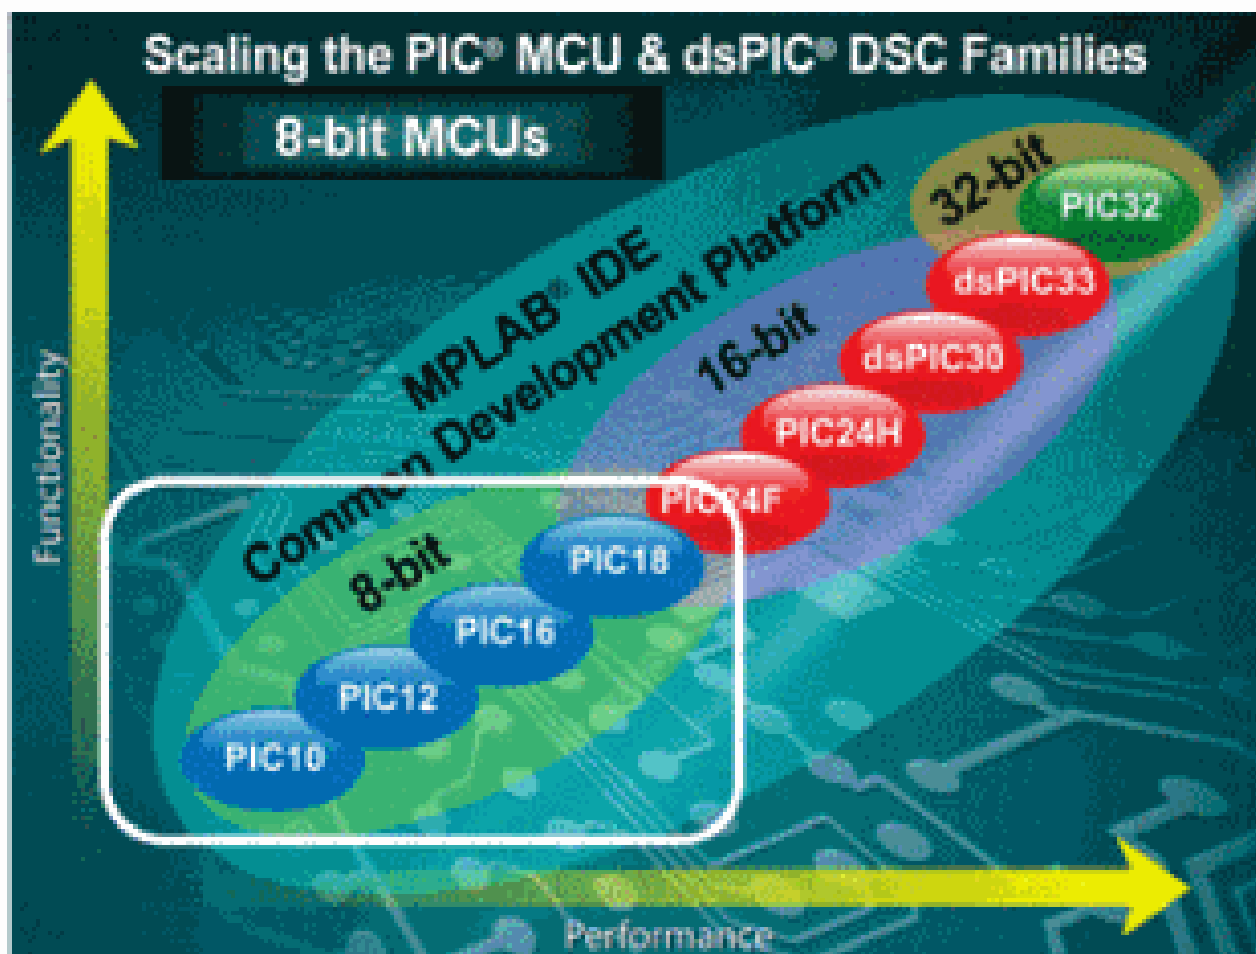 Scaling the PIC® MCU & dsPIC® DSC Families
8-bit MCUs
32-bit
PIC32
dsPIC33
MPLAB® IDE
Common Development Platform
16-bit
dsPIC30
PIC24H
PIC24F
8-bit
PIC18
PIC16
PIC12
PIC10
Functionality
Performance